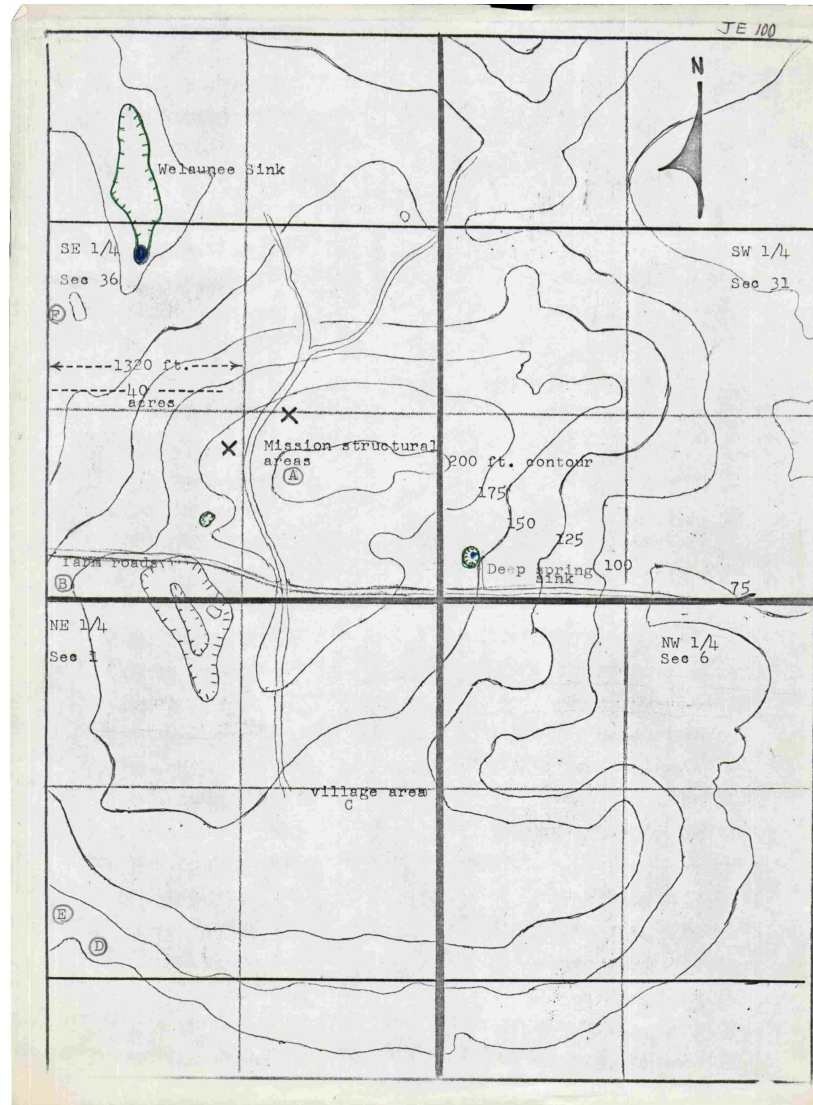 JE 100
N
Welaunee Sink
SE 1/4
Sec 36
SW 1/4
Sec 31
F
1320 ft.
40
acres
Mission structural
areas
A
200 ft. contour
175
150
125
100
75
farm roads
B
Deep spring
sink
NE 1/4
Sec 1
NW 1/4
Sec 6
village area
C
E
D